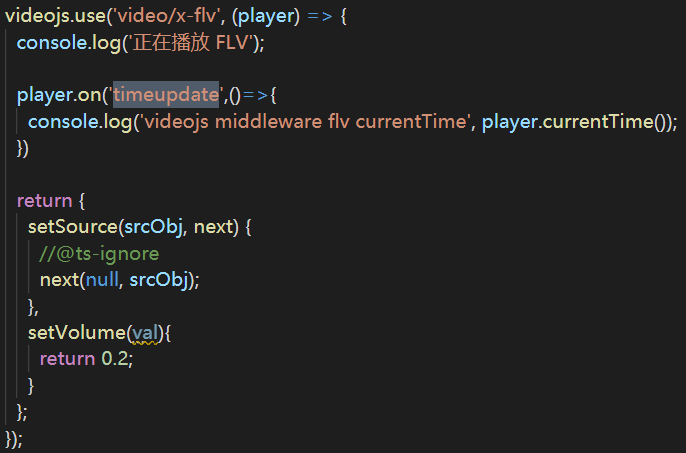 videojs.use('video/x-flv', (player) => {
console.log('正在播放 FLV');
player.on('timeupdate',()=>{
console.log('videojs middleware flv currentTime', player.currentTime());
})
return {
setSource(srcObj, next) {
//@ts-ignore
next(null, srcObj);
},
setVolume(val){
return 0.2;
}
};
});